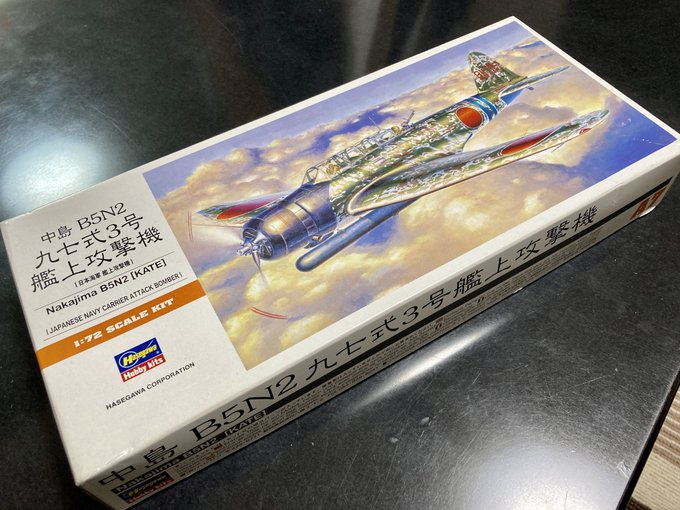 中島 B5N2
九七式3号
艦上攻撃機
[日本海軍 艦上攻撃機]
Nakajima B5N2 [KATE]
[JAPANESE NAVY CARRIER ATTACK BOMBER]
1:72 SCALE KIT
Hasegawa
Hobby kits
HASEGAWA CORPORATION
中島 B5N2 九七式3号艦上攻撃機
Nakajima B5N2 [KATE]